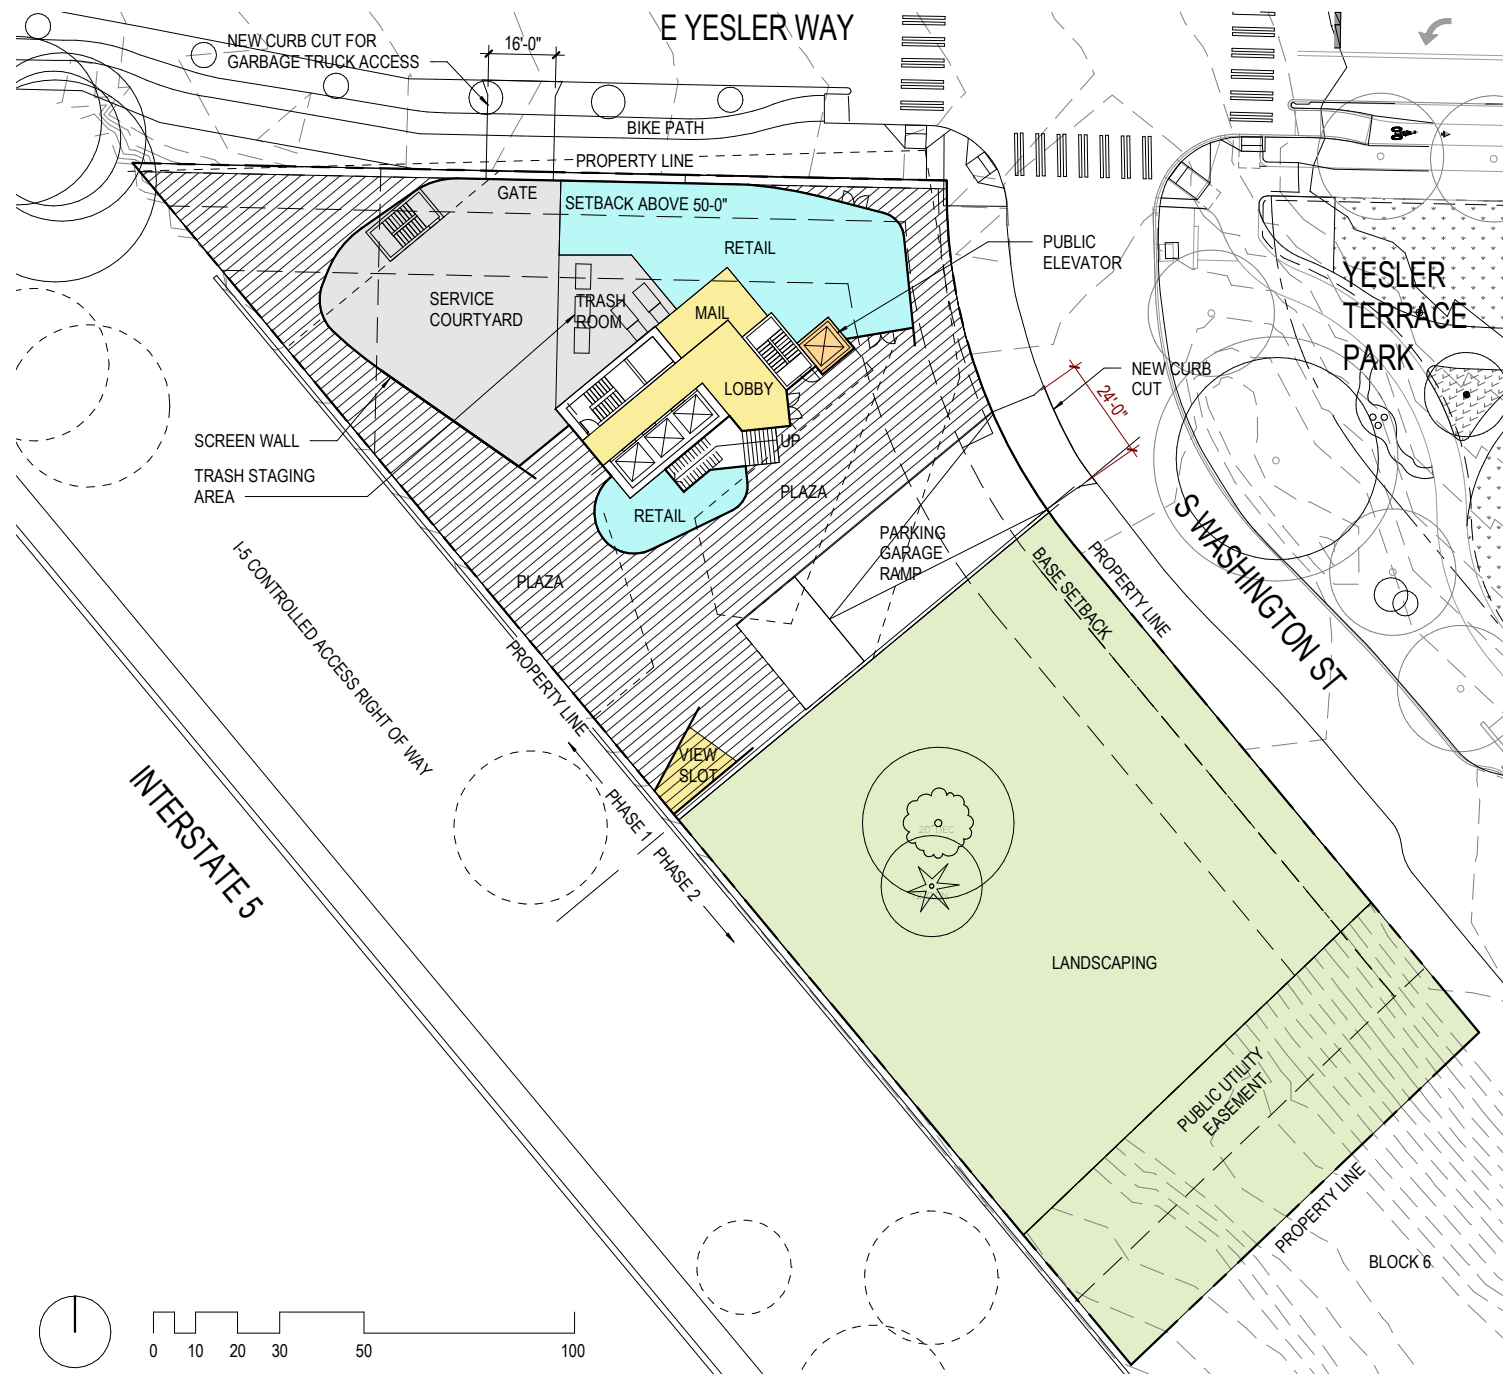 E YESLER WAY
NEW CURB CUT FOR
GARBAGE TRUCK ACCESS
16'-0"
BIKE PATH
PROPERTY LINE
GATE
SETBACK ABOVE 50-0"
RETAIL
PUBLIC
ELEVATOR
YESLER
TERRACE
PARK
SERVICE
COURTYARD
TRASH
ROOM
MAIL
LOBBY
NEW CURB
CUT
24'-0"
SCREEN WALL
TRASH STAGING
AREA
UP
PLAZA
RETAIL
PARKING
GARAGE
RAMP
S WASHINGTON ST
PROPERTY LINE
BASE SETBACK
PLAZA
I-5 CONTROLLED ACCESS RIGHT OF WAY
PROPERTY LINE
VIEW
SLOT
INTERSTATE 5
PHASE 1
PHASE 2
20" DEC
LANDSCAPING
PUBLIC UTILITY
EASEMENT
PROPERTY LINE
BLOCK 6
0 10 20 30 50 100